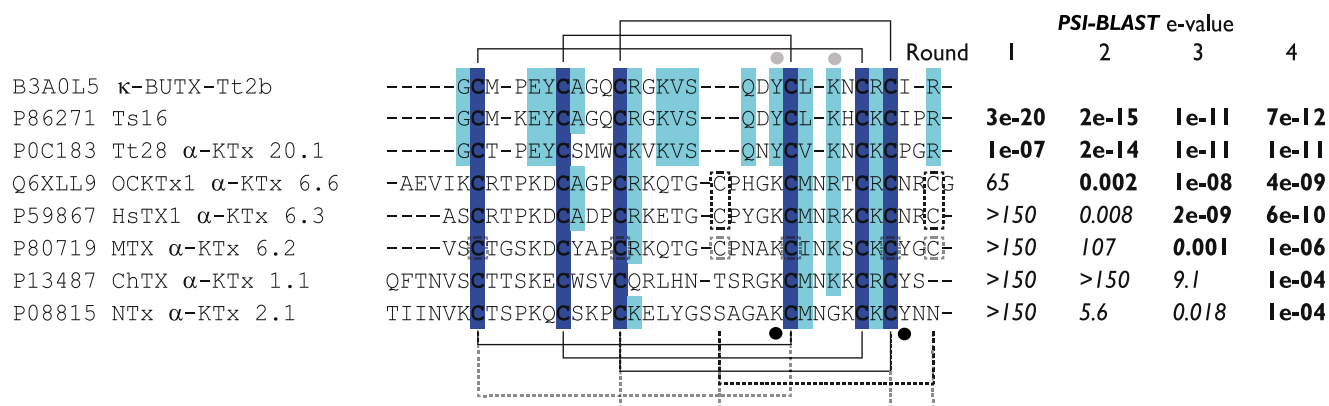 PSI-BLAST e-value
Round 1 2 3 4
B3A0L5 κ-BUTX-Tt2b -----GCM-PEYCAGQCRGKVS---QDYCL-KNCRCI-R-
P86271 Ts16 -----GCM-KEYCAGQCRGKVS---QDYCL-KHCKCIPR- 3e-20 2e-15 1e-11 7e-12
P0C183 Tt28 α-KTx 20.1 -----GCT-PEYCSMWCKVKVS---QNYCV-KNCKCPGR- 1e-07 2e-14 1e-11 1e-11
Q6XLL9 OCKTx1 α-KTx 6.6 -AEVIKCRTPKDCAGPCRKQTG-CPHGKCMNRTCRCNRCG 65 0.002 1e-08 4e-09
P59867 HsTX1 α-KTx 6.3 ----ASCRTPKDCADPCRKETG-CPYGKCMNRKCKCNRC- >150 0.008 2e-09 6e-10
P80719 MTX α-KTx 6.2 ----VSCTGSKDCYAPCRKQTG-CPNAKCINKSCKCYGC- >150 107 0.001 1e-06
P13487 ChTX α-KTx 1.1 QFTNVSCTTSKECWSVCQRLHN-TSRGKCMNKKCRCYS-- >150 >150 9.1 1e-04
P08815 NTx α-KTx 2.1 TIINVKCTSPKQCSKPCKELYGSSAGAKCMNGKCKCYNN- >150 5.6 0.018 1e-04